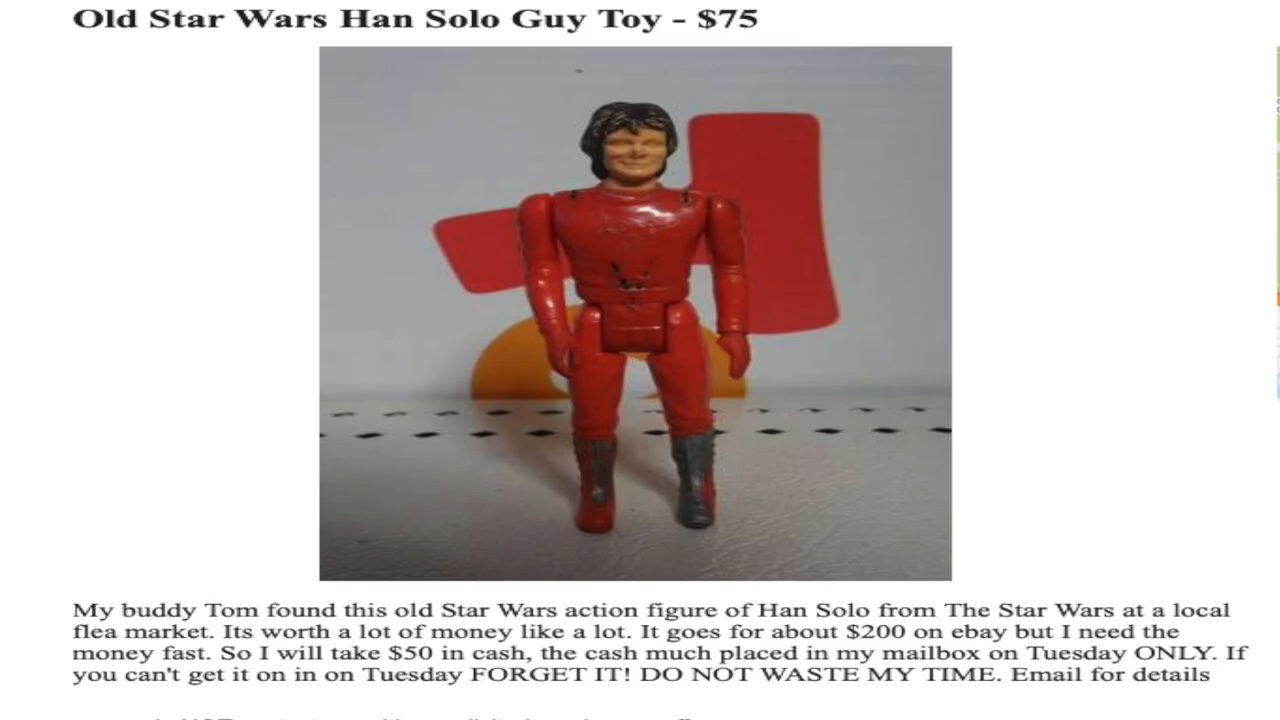 Old Star Wars Han Solo Guy Toy - $75
My buddy Tom found this old Star Wars action figure of Han Solo from The Star Wars at a local
flea market. Its worth a lot of money like a lot. It goes for about $200 on ebay but I need the
money fast. So I will take $50 in cash, the cash much placed in my mailbox on Tuesday ONLY. If
you can't get it on in on Tuesday FORGET IT! DO NOT WASTE MY TIME. Email for details